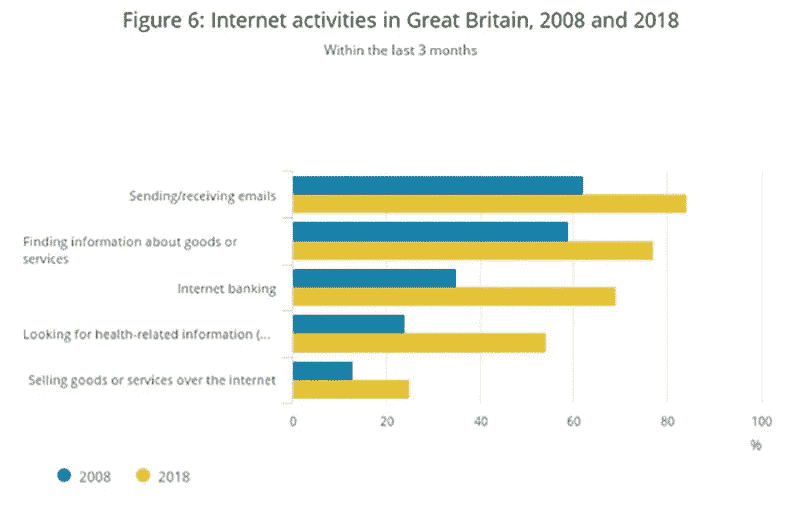 Figure 6: Internet activities in Great Britain, 2008 and 2018
Within the last 3 months
Sending/receiving emails
Finding information about goods or
services
Internet banking
Looking for health-related information (...
Selling goods or services over the internet
0 20 40 60 80 100
%
2008 2018